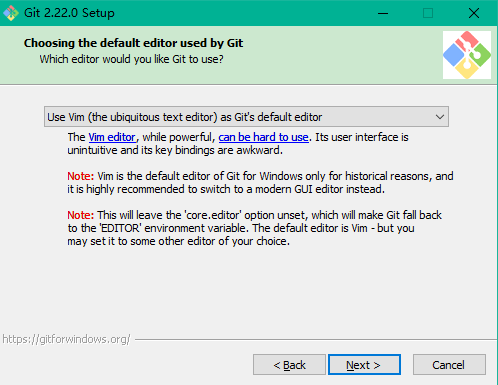 Git 2.22.0 Setup
Choosing the default editor used by Git
Which editor would you like Git to use?
Use Vim (the ubiquitous text editor) as Git's default editor
The Vim editor, while powerful, can be hard to use. Its user interface is
unintuitive and its key bindings are awkward.
Note: Vim is the default editor of Git for Windows only for historical reasons, and
it is highly recommended to switch to a modern GUI editor instead.
Note: This will leave the 'core.editor' option unset, which will make Git fall back
to the 'EDITOR' environment variable. The default editor is Vim - but you
may set it to some other editor of your choice.
https://gitforwindows.org/
< Back
Next >
Cancel